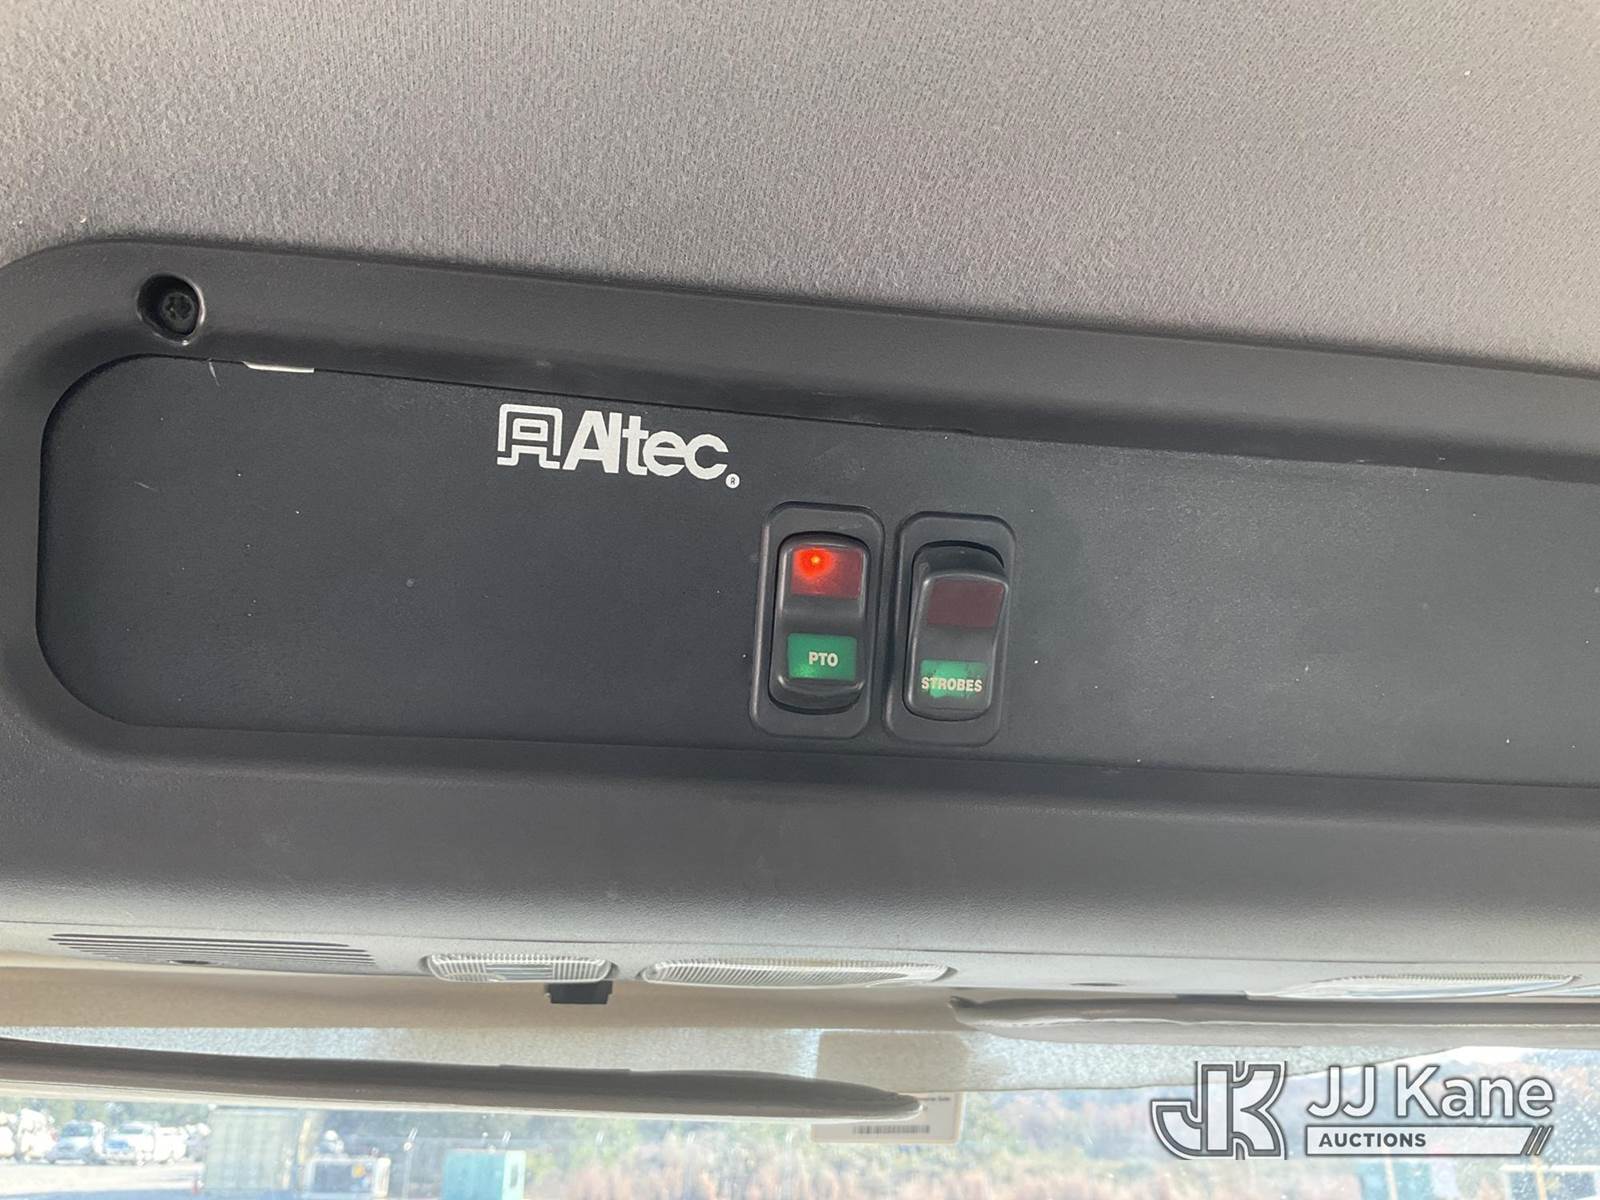 Altec®
PTO
STROBES
JJ Kane
AUCTIONS